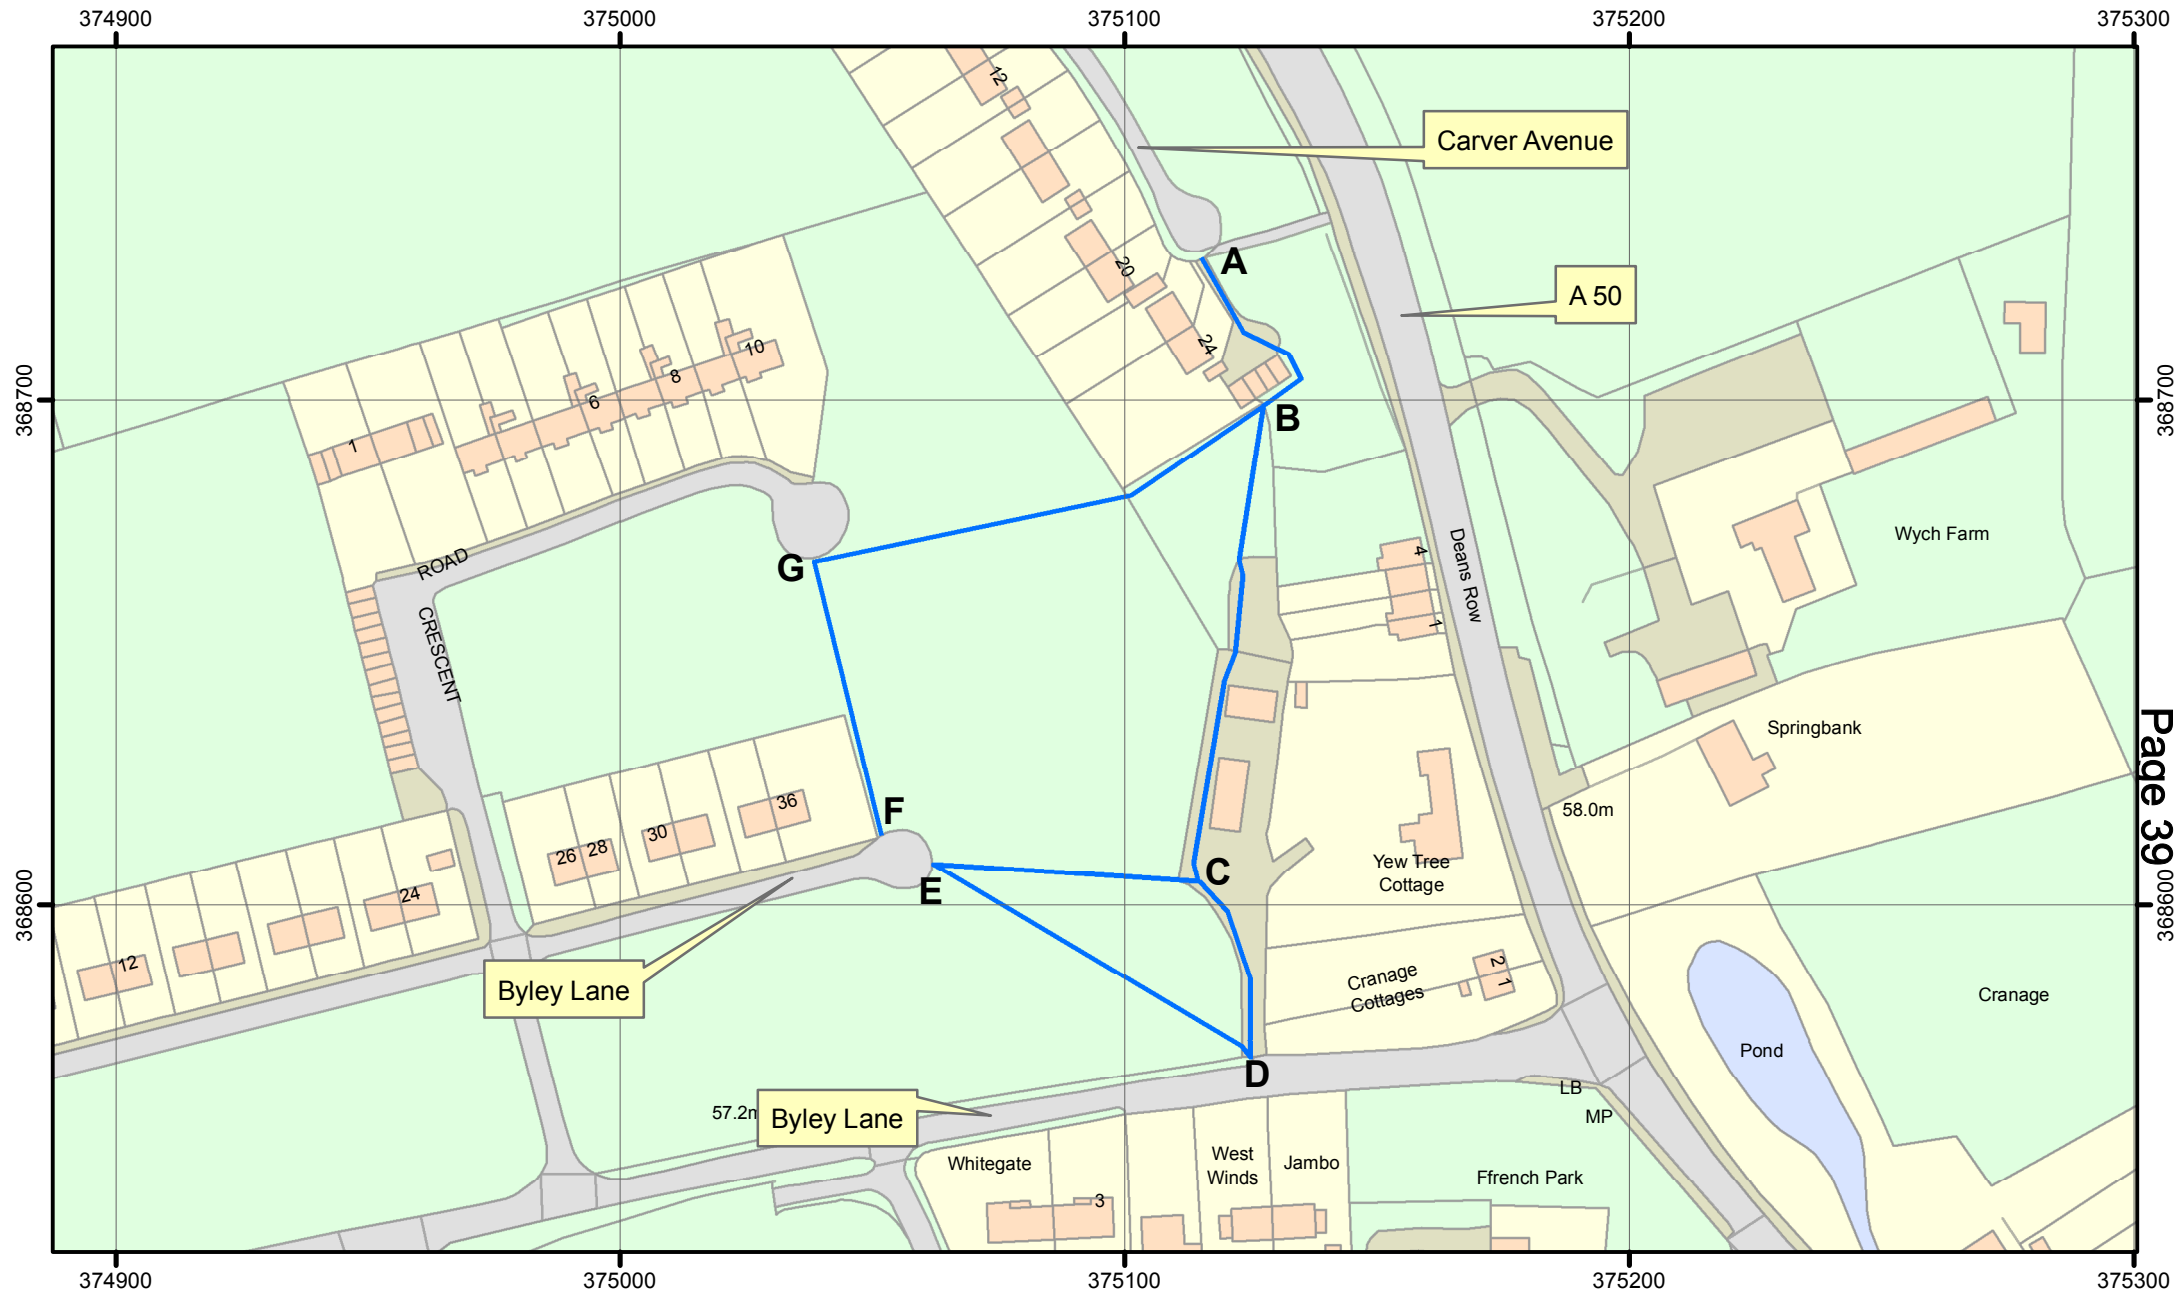 374900
375000
375100
375200
375300
12
Carver Avenue
A
20
A 50
24
10
8
6
1
368700
368700
B
ROAD
G
4
Deans Row
Wych Farm
CRESCENT
1
Springbank
Page 39
36
F
58.0m
30
28
26
Yew Tree
Cottage
C
E
24
368600
368600
12
Cranage
Cottages
2
1
Byley Lane
Cranage
Pond
D
LB
57.2m
Byley Lane
MP
Whitegate
West
Winds
Jambo
Ffrench Park
3
374900
375000
375100
375200
375300